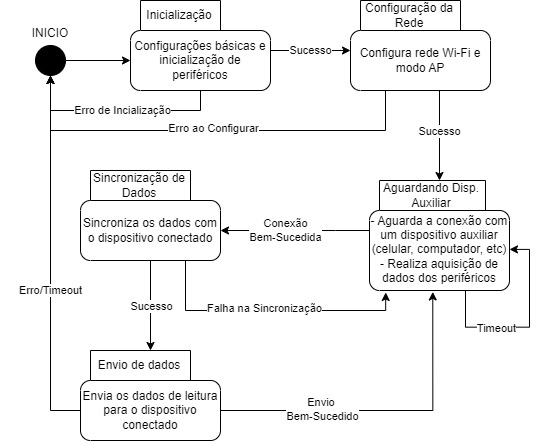 INICIO
Inicialização
Configurações básicas e
inicialização de
periféricos
Sucesso
Configuração da
Rede
Configura rede Wi-Fi e
modo AP
Erro de Incialização
Erro ao Configurar
Sucesso
Sincronização de
Dados
Sincroniza os dados com
o dispositivo conectado
Conexão
Bem-Sucedida
Aguardando Disp.
Auxiliar
- Aguarda a conexão com
um dispositivo auxiliar
(celular, computador, etc)
- Realiza aquisição de
dados dos periféricos
Erro/Timeout
Sucesso
Falha na Sincronização
Timeout
Envio de dados
Envia os dados de leitura
para o dispositivo
conectado
Envio
Bem-Sucedido